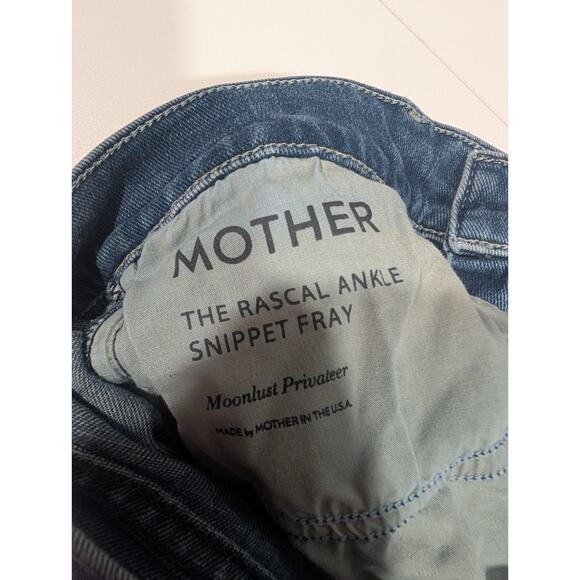 MOTHER
THE RASCAL ANKLE
SNIPPET FRAY
Moonlust Privateer
MADE by MOTHER IN THE U.S.A.